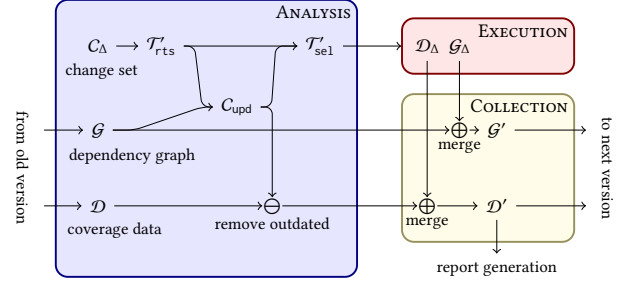 ANALYSIS
EXECUTION
C_Δ
T'_rts
T'_sel
D_Δ
G_Δ
change set
C_upd
COLLECTION
from old version
G
⊕
G'
to next version
merge
dependency graph
D
⊖
⊕
D'
coverage data
remove outdated
merge
report generation